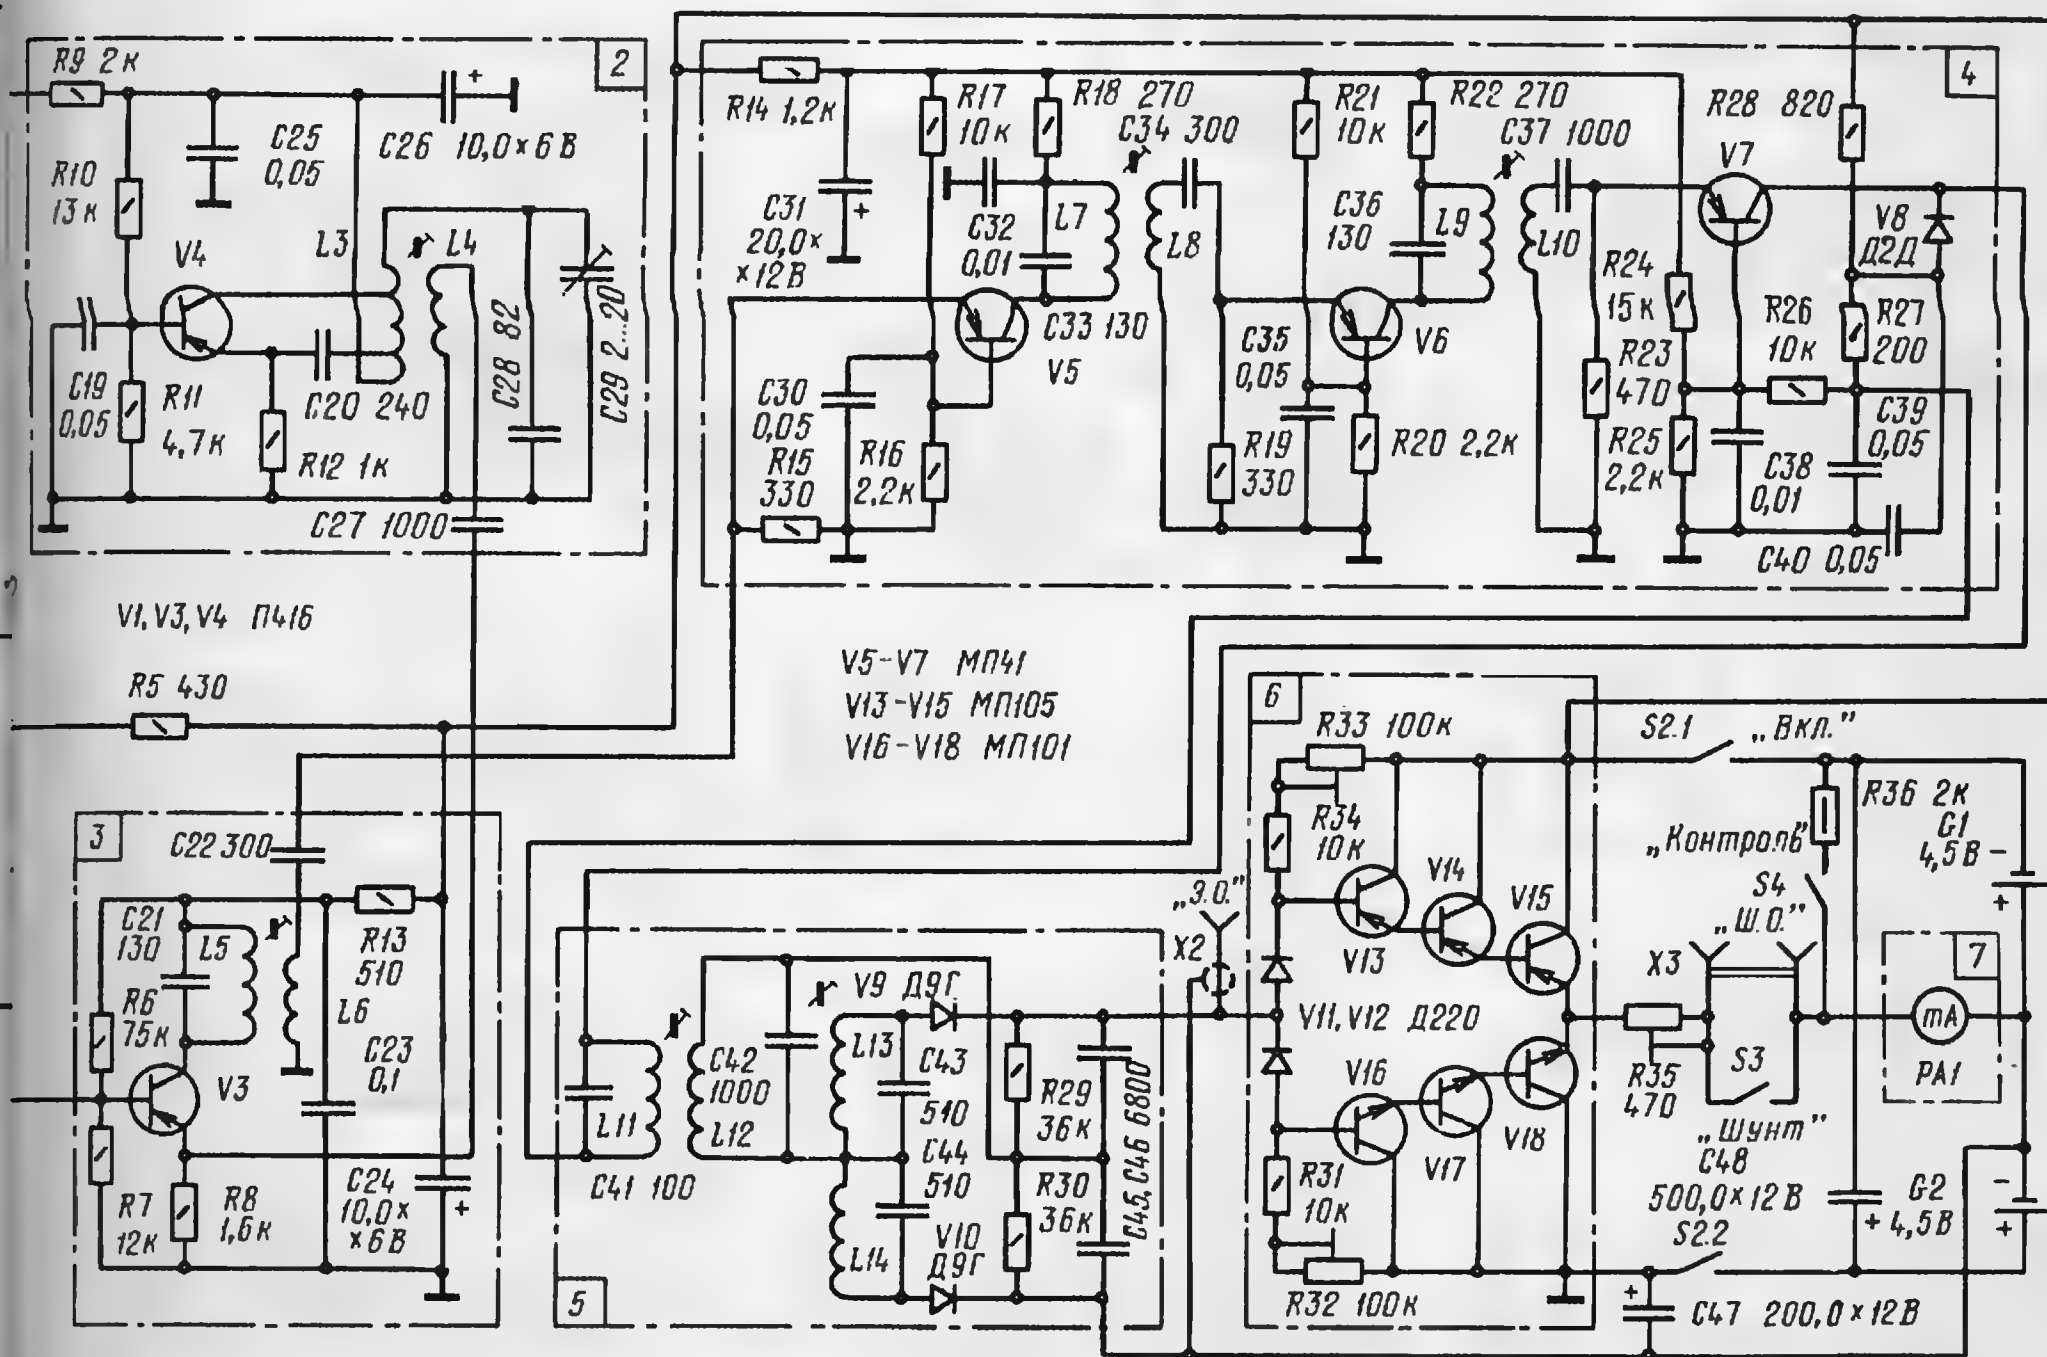 R9 2к
2
C25
0,05
C26 10,0×6 В
R10
13к
V4
L3
L4
C19
0,05
R11
4,7к
C20 240
R12 1к
C28 82
C29 2...20
C27 1000
4
R14 1,2к
R17
10к
R18 270
C34 300
R21
10к
R22 270
C37 1000
R28 820
V7
C31
20,0×
×12В
C32
0,01
L7
L8
C36
130
L9
L10
V8
Д2Д
R24
15к
R26
10к
R27
200
C33 130
V5
V6
C35
0,05
R23
470
C30
0,05
R15
330
R16
2,2к
R19
330
R20 2,2к
R25
2,2к
C38
0,01
C39
0,05
C40 0,05
V1, V3, V4 П416
V5-V7 МП41
V13-V15 МП105
V16-V18 МП101
R5 430
3
C22 300
C21
130
L5
L6
R13
510
R6
75к
C23
0,1
V3
R7
12к
R8
1,6к
C24
10,0×
×6В
5
V9 Д9Г
L13
C43
510
C42
1000
L12
L11
C41 100
C44
510
V10
Д9Г
L14
R29
36к
R30
36к
C45, C46 6800
„Э.О.”
X2
6
R33 100к
R34
10к
V13
V14
V15
V11, V12 Д220
V16
V17
V18
R31
10к
R32 100к
S2.1 „Вкл.”
R36 2к
G1
4,5В
-
+
„Контроль”
S4
„Ш.О.”
X3
7
mA
PA1
R35
470
S3
„Шунт”
C48
500,0×12В
S2.2
+
G2
4,5В
-
+
+
C47 200,0×12В